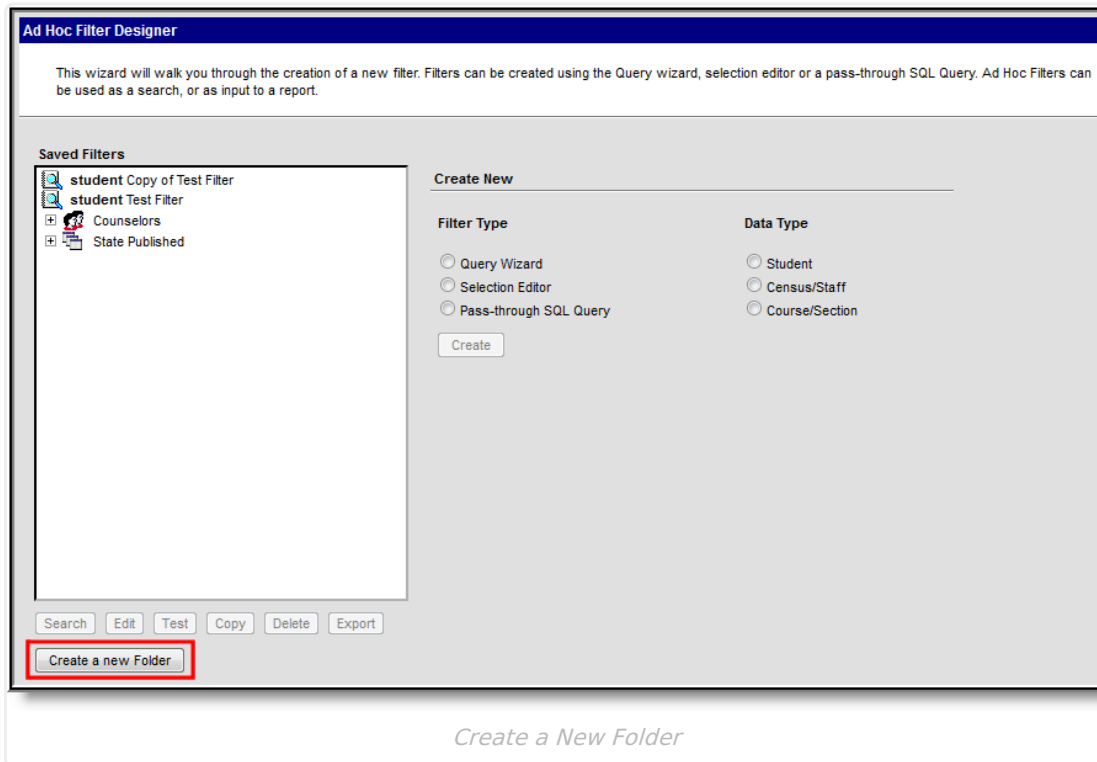 Ad Hoc Filter Designer
This wizard will walk you through the creation of a new filter. Filters can be created using the Query wizard, selection editor or a pass-through SQL Query. Ad Hoc Filters can
be used as a search, or as input to a report.
Saved Filters
student Copy of Test Filter
student Test Filter
Counselors
State Published
Create New
Filter Type
Data Type
Query Wizard
Student
Selection Editor
Census/Staff
Pass-through SQL Query
Course/Section
Create
Search Edit Test Copy Delete Export
Create a new Folder
Create a New Folder